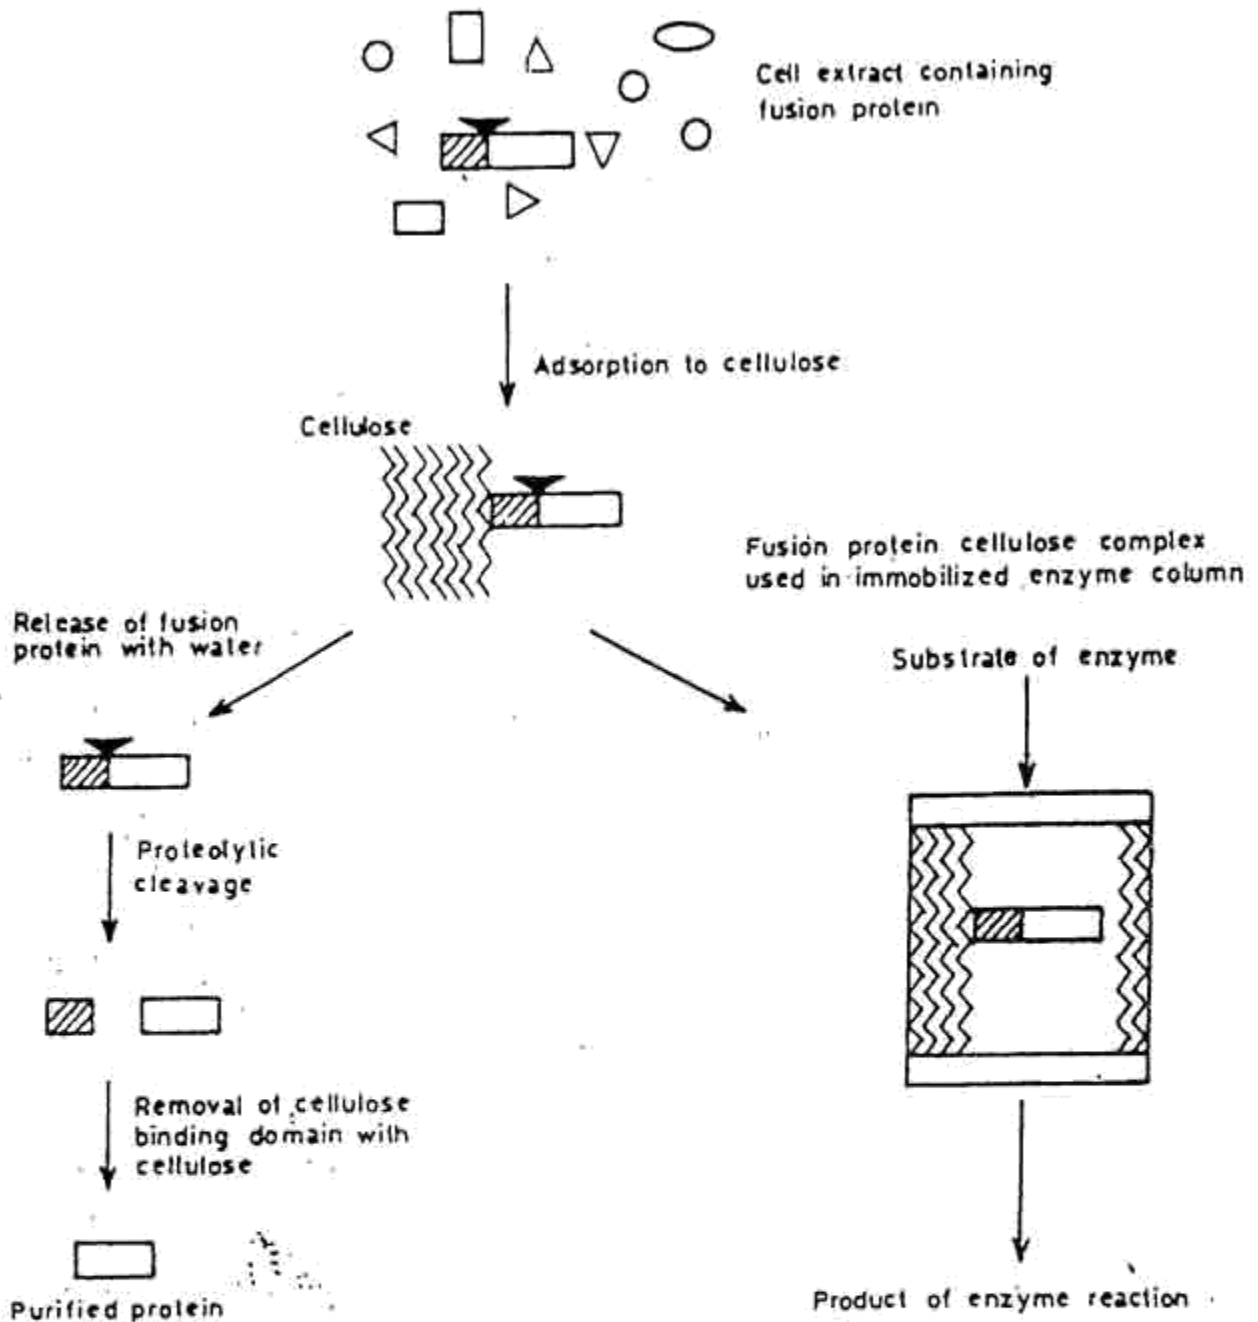 Cell extract containing
fusion protein
Adsorption to cellulose
Cellulose
Fusion protein cellulose complex
used in immobilized enzyme column
Release of fusion
protein with water
Substrate of enzyme
Proteolytic
cleavage
Removal of cellulose
binding domain with
cellulose
Purified protein
Product of enzyme reaction